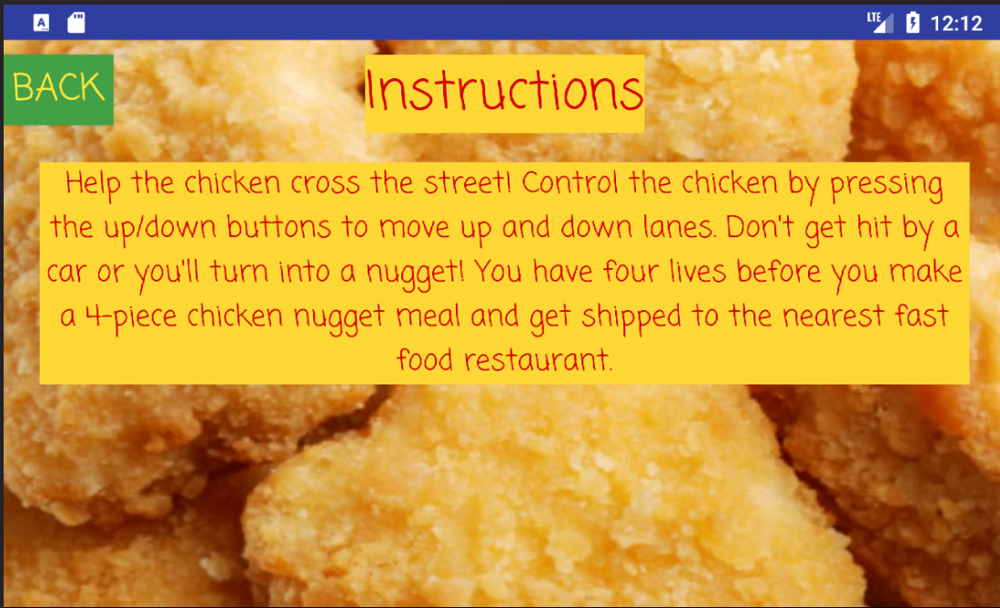 LTE 12:12
BACK
Instructions
Help the chicken cross the street! Control the chicken by pressing
the up/down buttons to move up and down lanes. Don't get hit by a
car or you'll turn into a nugget! You have four lives before you make
a 4-piece chicken nugget meal and get shipped to the nearest fast
food restaurant.